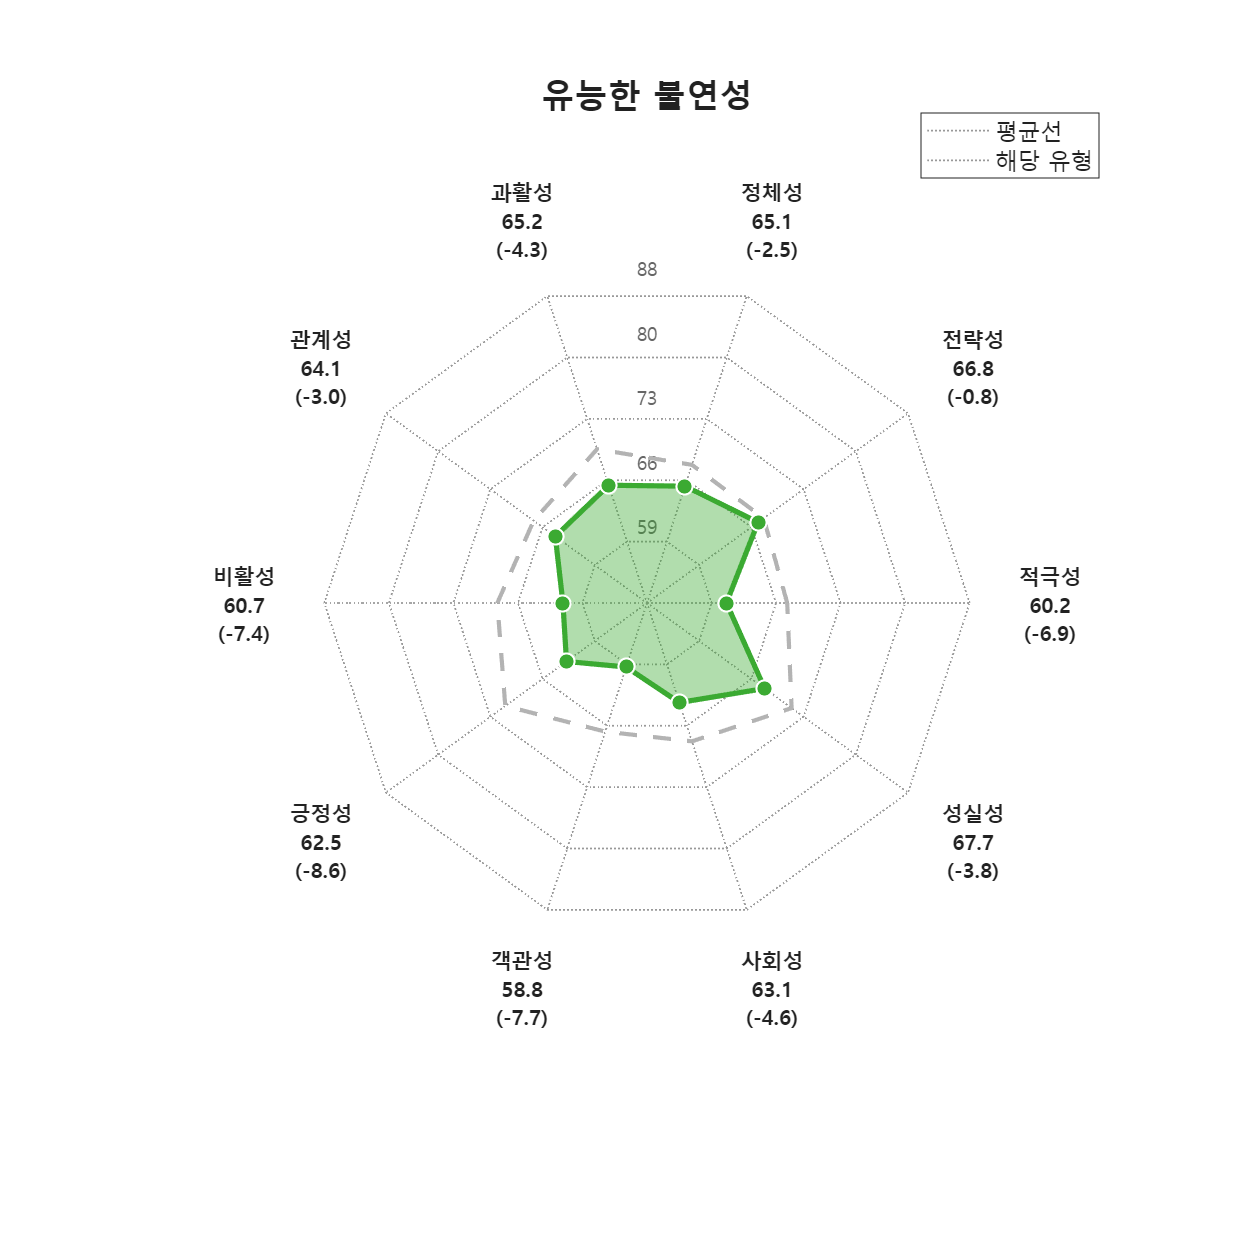 유능한 불연성
평균선
해당 유형
과활성
65.2
(-4.3)
정체성
65.1
(-2.5)
88
관계성
64.1
(-3.0)
80
전략성
66.8
(-0.8)
73
66
59
비활성
60.7
(-7.4)
적극성
60.2
(-6.9)
긍정성
62.5
(-8.6)
성실성
67.7
(-3.8)
객관성
58.8
(-7.7)
사회성
63.1
(-4.6)